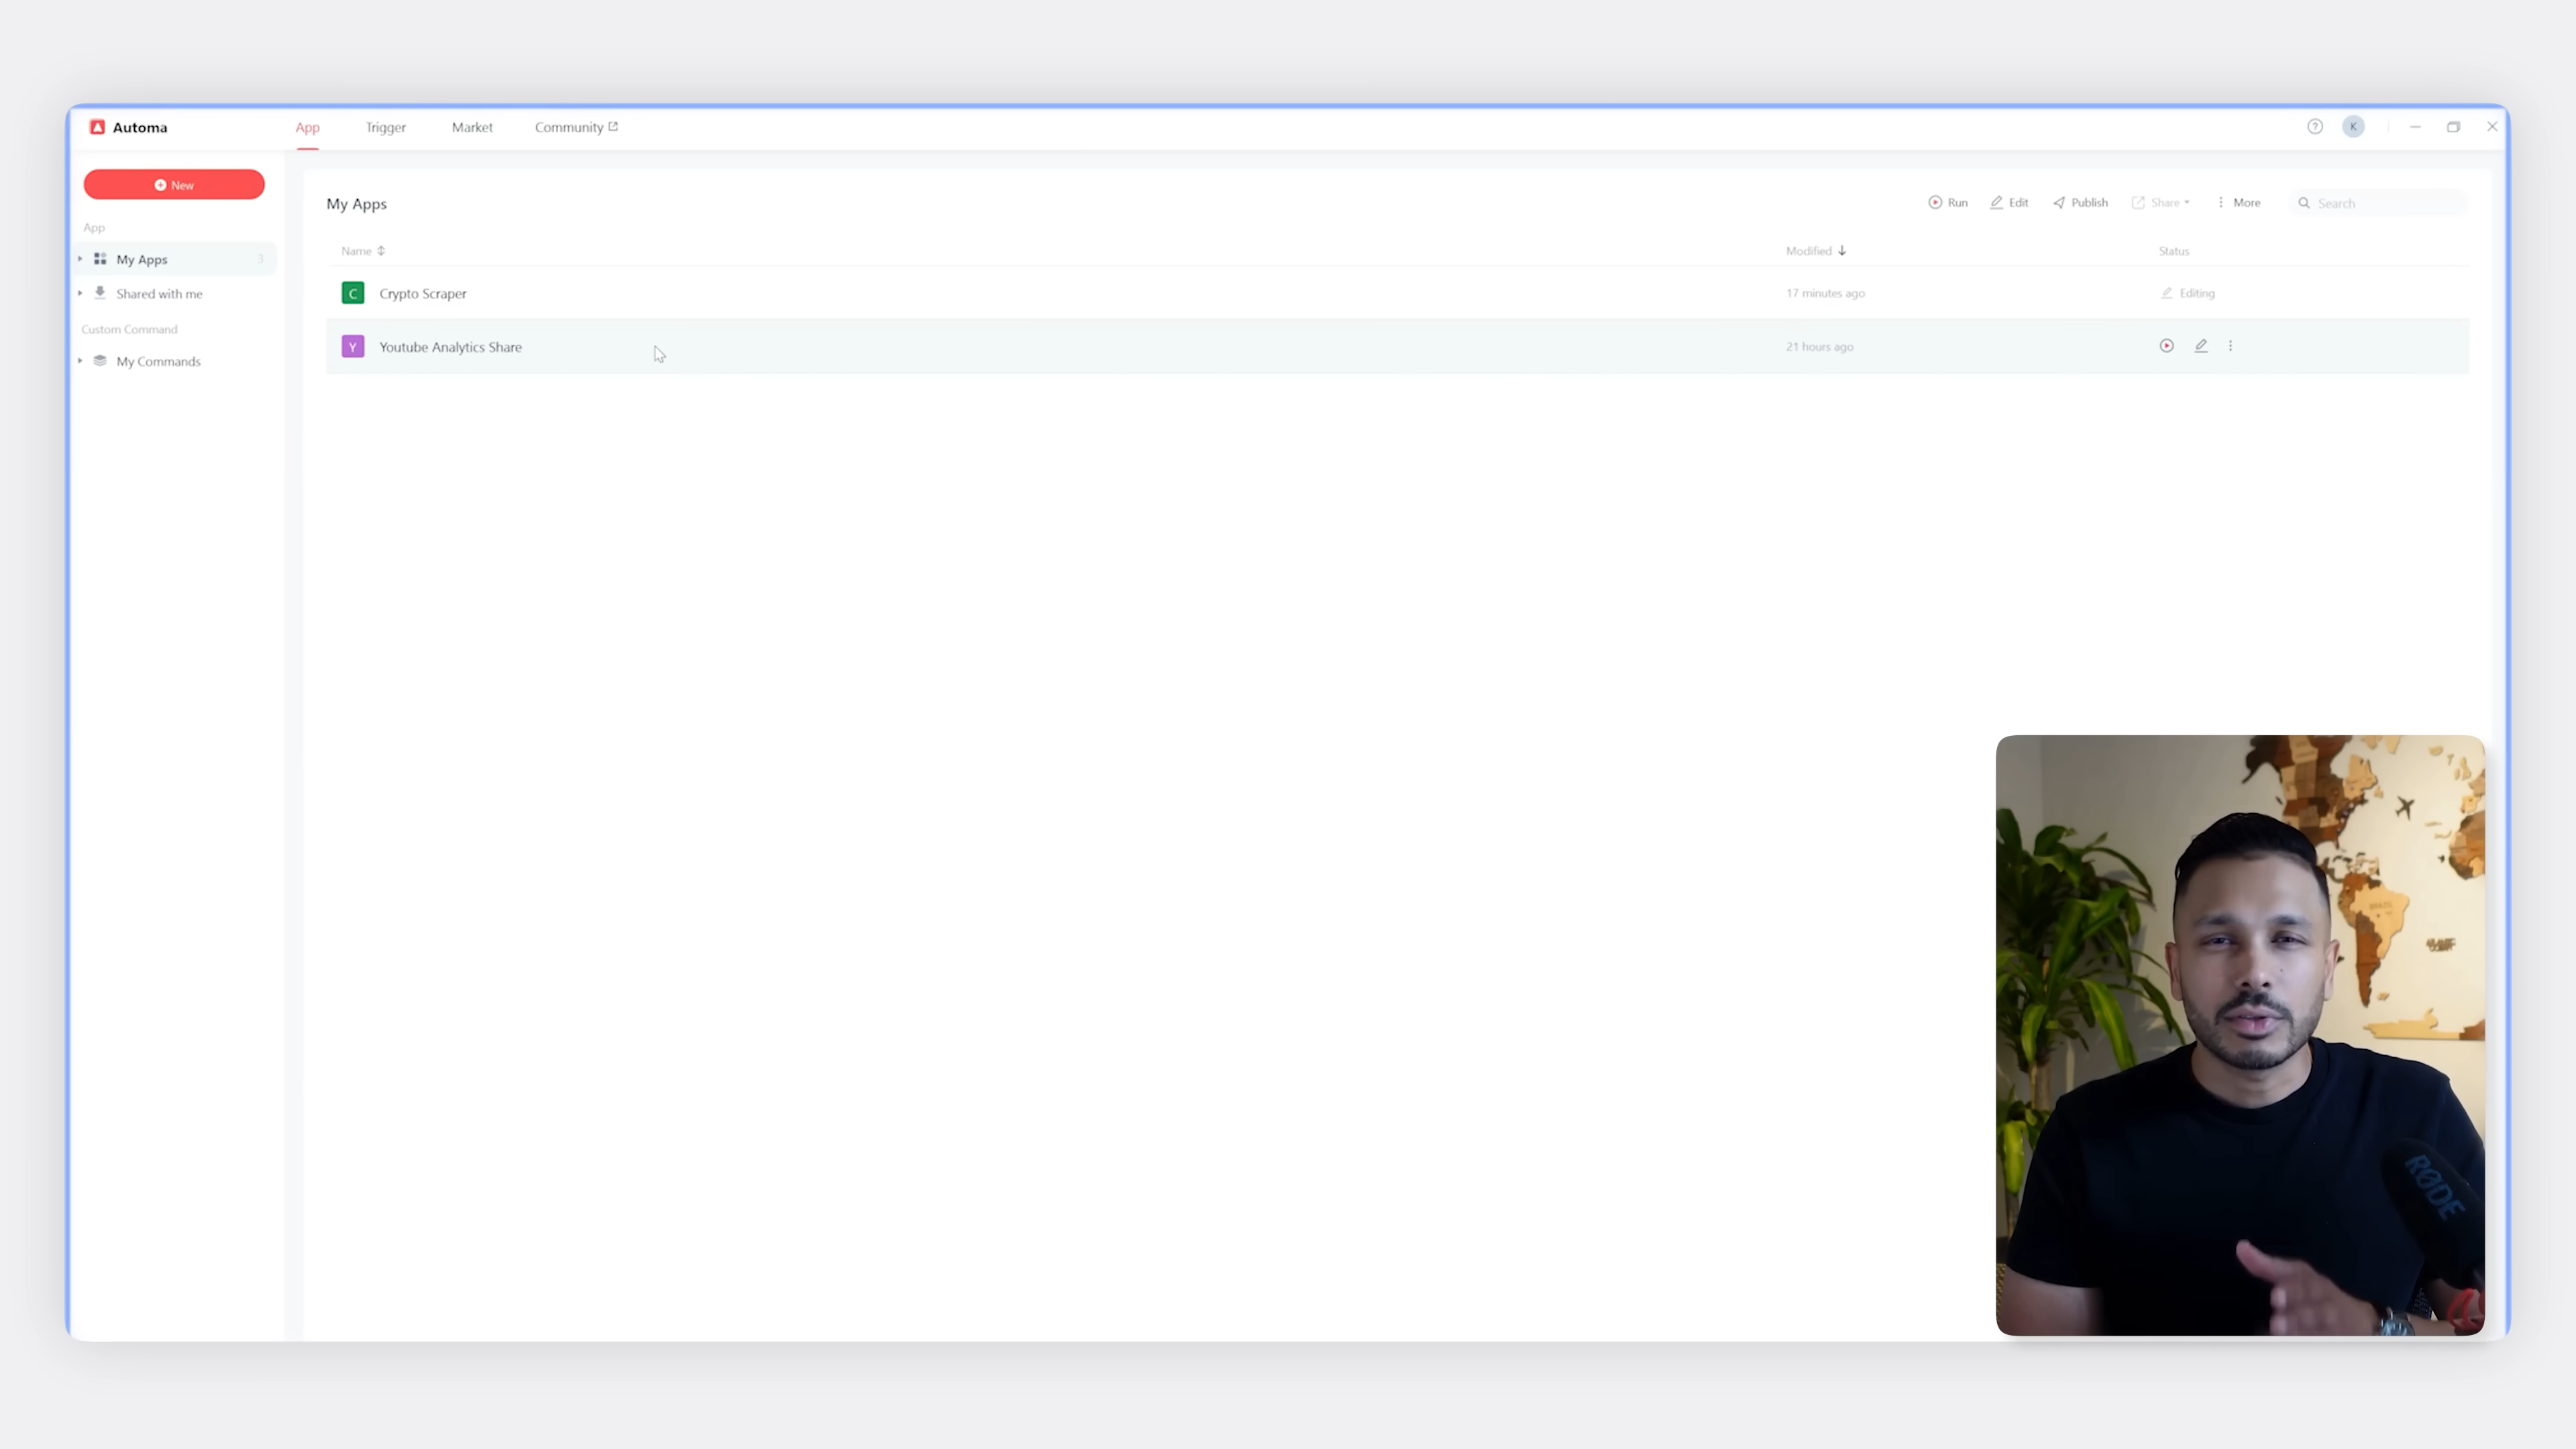 Automa
App Trigger Market Community
K
New
App
My Apps 3
Shared with me
Custom Command
My Commands
My Apps
Run Edit Publish Share More Search
Name Modified Status
C Crypto Scraper 17 minutes ago Editing
Y Youtube Analytics Share 21 hours ago
BRAZIL
RØDE